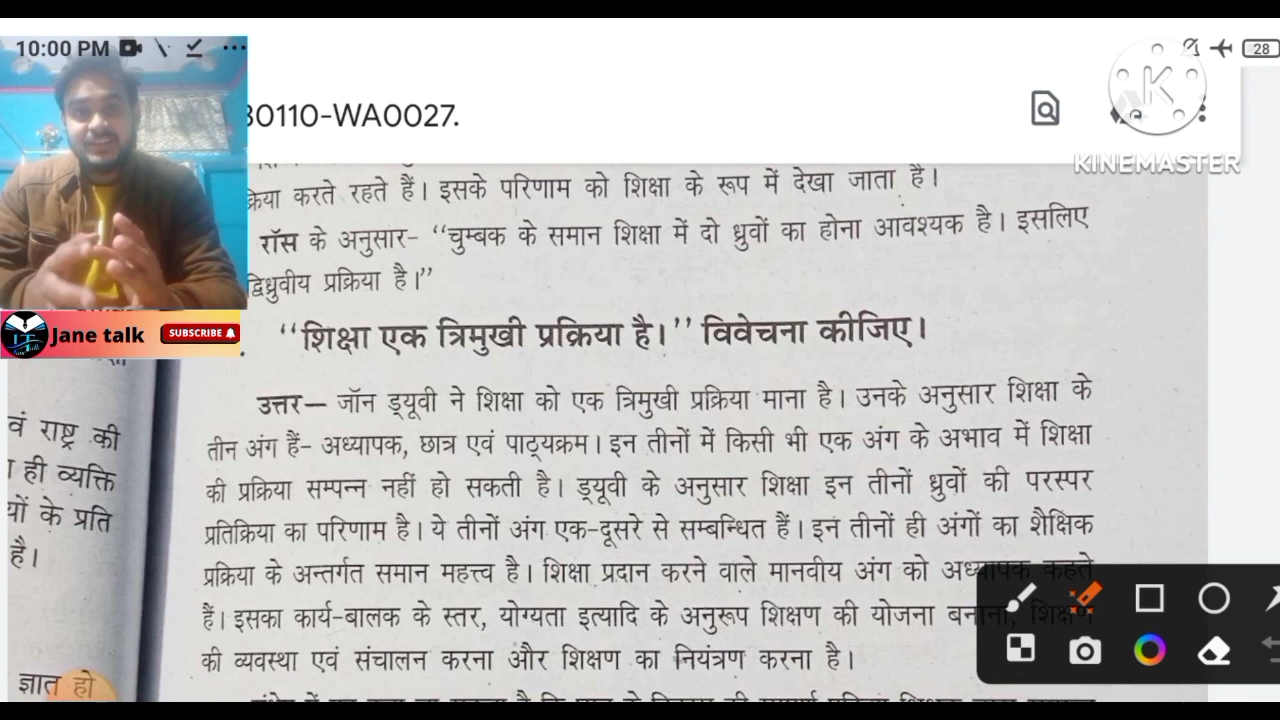 10:00 PM
28
30110-WA0027.
KINEMASTER
क्रिया करते रहते हैं। इसके परिणाम को शिक्षा के रूप में देखा जाता है।
रॉस के अनुसार- “चुम्बक के समान शिक्षा में दो ध्रुवों का होना आवश्यक है। इसलिए
द्विध्रुवीय प्रक्रिया है।”
Jane talk
SUBSCRIBE
“शिक्षा एक त्रिमुखी प्रक्रिया है।” विवेचना कीजिए।
उत्तर— जॉन ड्यूवी ने शिक्षा को एक त्रिमुखी प्रक्रिया माना है। उनके अनुसार शिक्षा के
तीन अंग हैं- अध्यापक, छात्र एवं पाठ्यक्रम। इन तीनों में किसी भी एक अंग के अभाव में शिक्षा
की प्रक्रिया सम्पन्न नहीं हो सकती है। ड्यूवी के अनुसार शिक्षा इन तीनों ध्रुवों की परस्पर
प्रतिक्रिया का परिणाम है। ये तीनों अंग एक-दूसरे से सम्बन्धित हैं। इन तीनों ही अंगों का शैक्षिक
प्रक्रिया के अन्तर्गत समान महत्त्व है। शिक्षा प्रदान करने वाले मानवीय अंग को अध्यापक कहते
हैं। इसका कार्य-बालक के स्तर, योग्यता इत्यादि के अनुरूप शिक्षण की योजना बनाना, शिक्षण
की व्यवस्था एवं संचालन करना और शिक्षण का नियंत्रण करना है।
वं राष्ट्र की
ही व्यक्ति
यों के प्रति
है।
ज्ञात हो